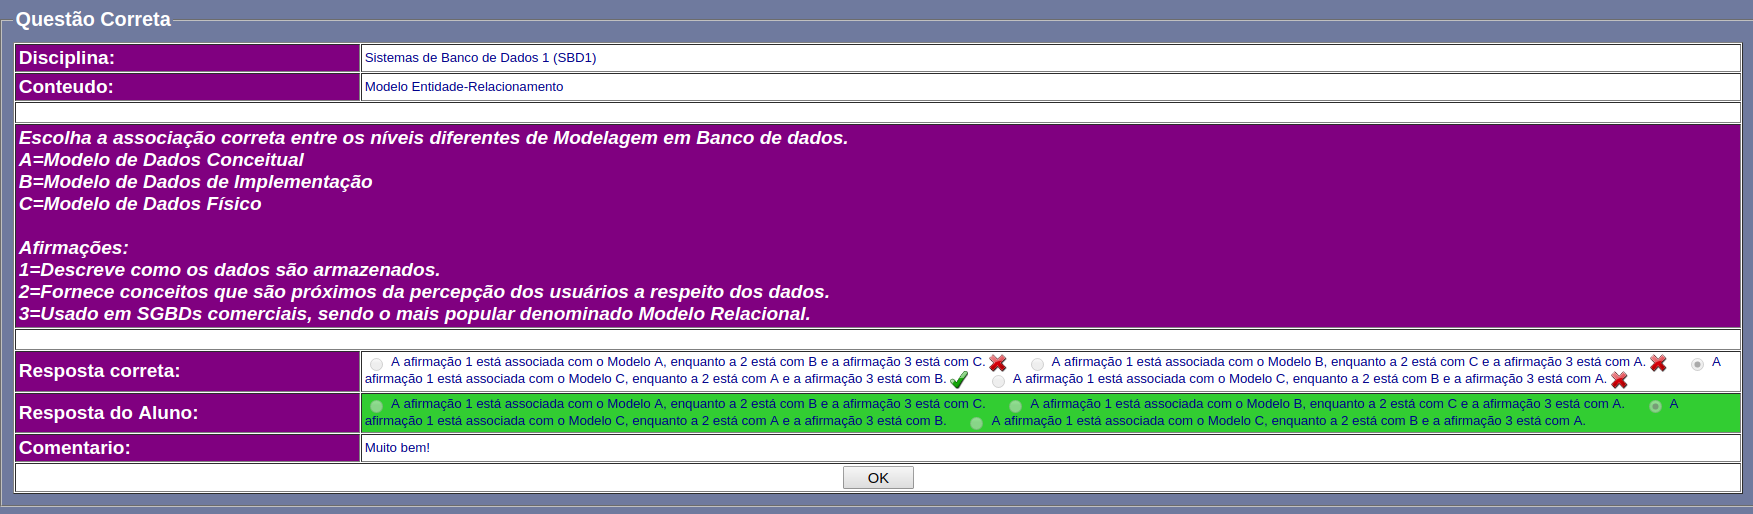 Questão Correta
Disciplina:
Sistemas de Banco de Dados 1 (SBD1)
Conteudo:
Modelo Entidade-Relacionamento
Escolha a associação correta entre os níveis diferentes de Modelagem em Banco de dados.
A=Modelo de Dados Conceitual
B=Modelo de Dados de Implementação
C=Modelo de Dados Físico
Afirmações:
1=Descreve como os dados são armazenados.
2=Fornece conceitos que são próximos da percepção dos usuários a respeito dos dados.
3=Usado em SGBDs comerciais, sendo o mais popular denominado Modelo Relacional.
Resposta correta:
A afirmação 1 está associada com o Modelo A, enquanto a 2 está com B e a afirmação 3 está com C. A afirmação 1 está associada com o Modelo B, enquanto a 2 está com C e a afirmação 3 está com A. A
afirmação 1 está associada com o Modelo C, enquanto a 2 está com A e a afirmação 3 está com B. A afirmação 1 está associada com o Modelo C, enquanto a 2 está com B e a afirmação 3 está com A.
Resposta do Aluno:
A afirmação 1 está associada com o Modelo A, enquanto a 2 está com B e a afirmação 3 está com C. A afirmação 1 está associada com o Modelo B, enquanto a 2 está com C e a afirmação 3 está com A. A
afirmação 1 está associada com o Modelo C, enquanto a 2 está com A e a afirmação 3 está com B. A afirmação 1 está associada com o Modelo C, enquanto a 2 está com B e a afirmação 3 está com A.
Comentario:
Muito bem!
OK